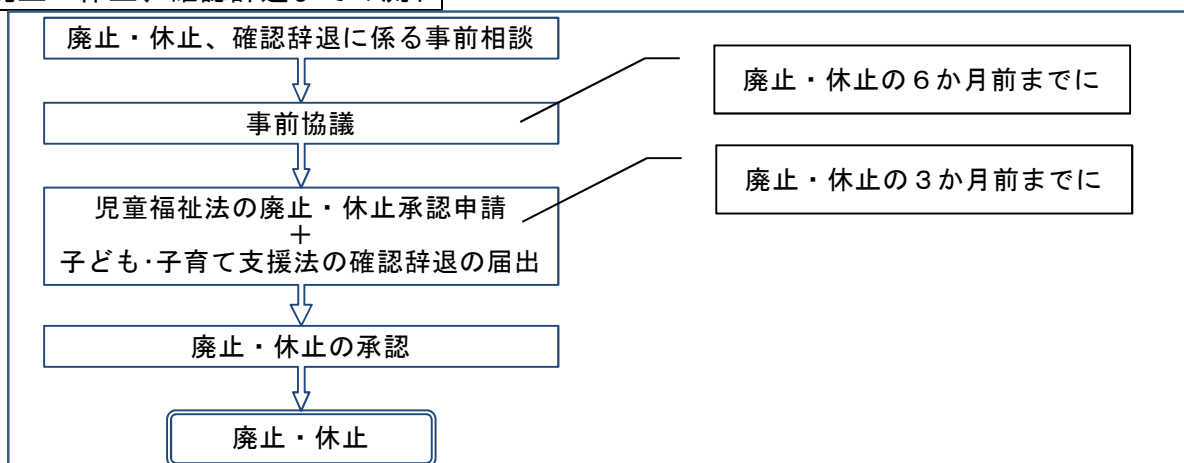 廃止・休止、確認辞退に係る事前相談
廃止・休止の６か月前までに
事前協議
廃止・休止の３か月前までに
児童福祉法の廃止・休止承認申請
＋
子ども･子育て支援法の確認辞退の届出
廃止・休止の承認
廃止・休止